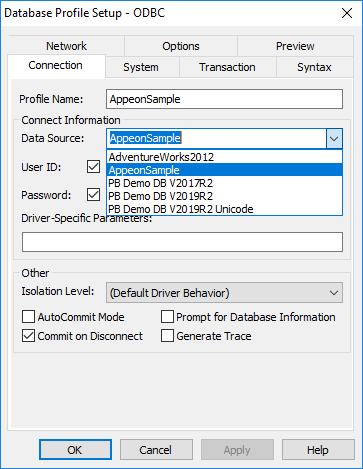 Database Profile Setup - ODBC
Network Options Preview
Connection System Transaction Syntax
Profile Name: AppeonSample
Connect Information
Data Source: AppeonSample
AdventureWorks2012
User ID: AppeonSample
PB Demo DB V2017R2
Password: PB Demo DB V2019R2
PB Demo DB V2019R2 Unicode
Driver-Specific Parameters:
Other
Isolation Level: (Default Driver Behavior)
AutoCommit Mode Prompt for Database Information
Commit on Disconnect Generate Trace
OK Cancel Apply Help